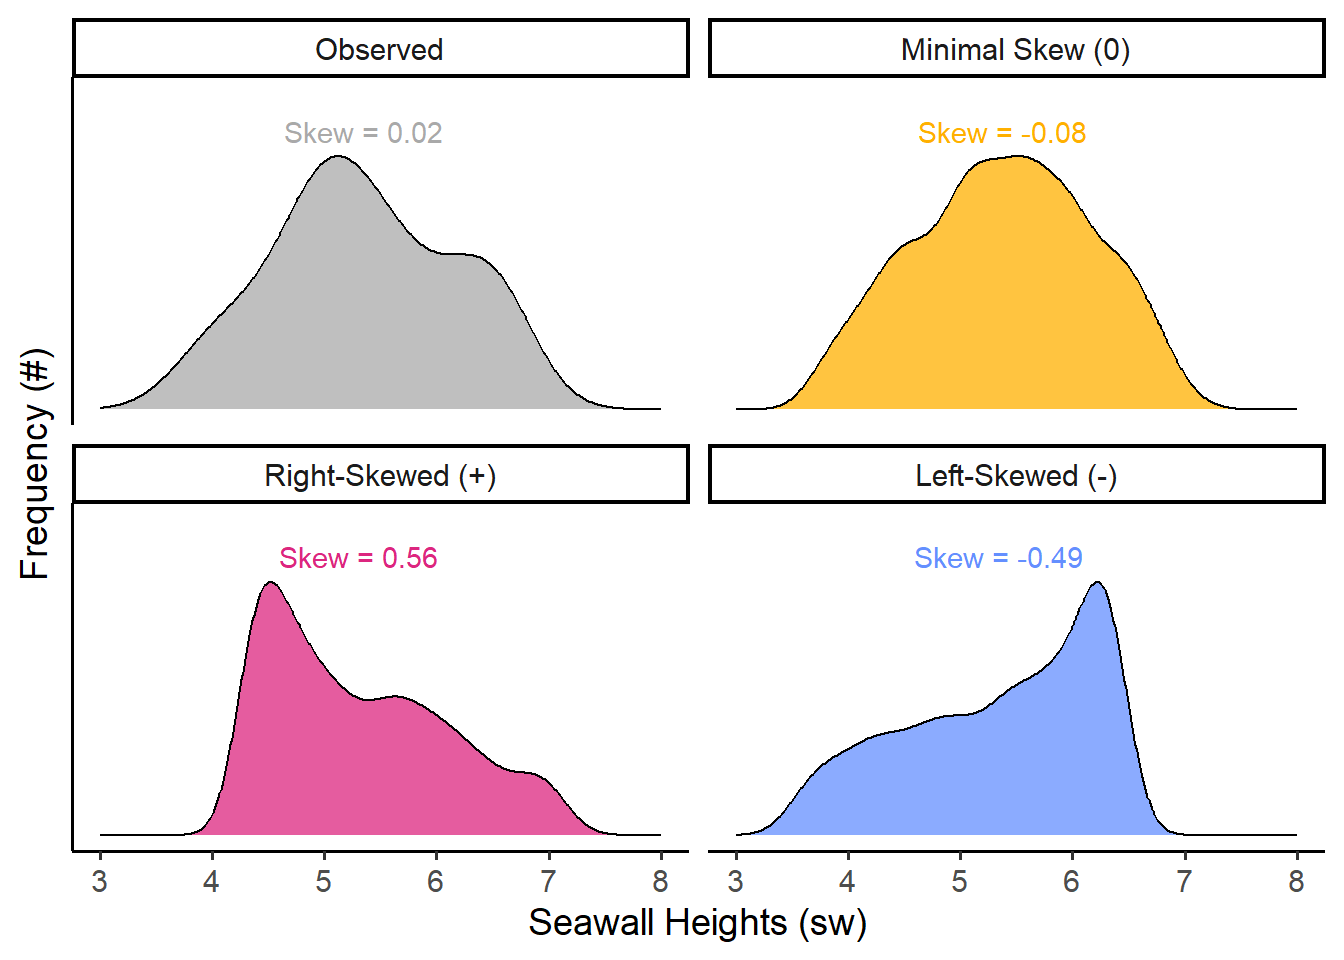 Observed
Minimal Skew (0)
Skew = 0.02
Skew = -0.08
Frequency (#)
Right-Skewed (+)
Left-Skewed (-)
Skew = 0.56
Skew = -0.49
3 4 5 6 7 8
3 4 5 6 7 8
Seawall Heights (sw)